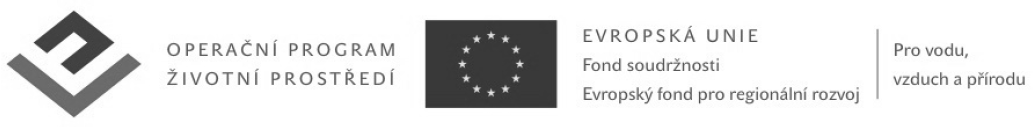 OPERAČNÍ PROGRAM
ŽIVOTNÍ PROSTŘEDÍ
EVROPSKÁ UNIE
Fond soudržnosti
Evropský fond pro regionální rozvoj
Pro vodu,
vzduch a přírodu